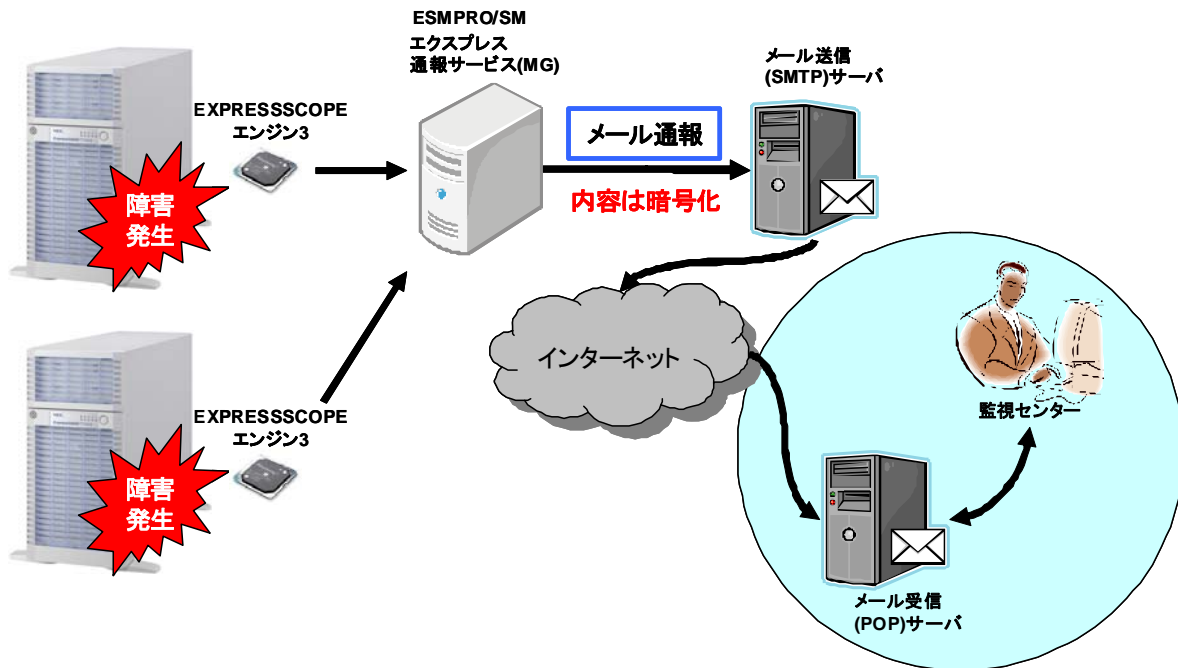 ESMPRO/SM
エクスプレス
通報サービス(MG)
メール送信
(SMTP)サーバ
EXPRESSSCOPE
エンジン3
メール通報
内容は暗号化
障害
発生
インターネット
監視センター
EXPRESSSCOPE
エンジン3
障害
発生
メール受信
(POP)サーバ